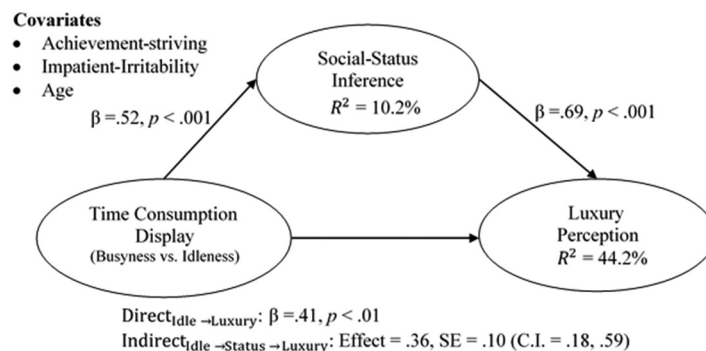 Covariates
• Achievement-striving
• Impatient-Irritability
• Age
β =.52, p < .001
Social-Status
Inference
R² = 10.2%
β =.69, p < .001
Time Consumption
Display
(Busyness vs. Idleness)
Luxury
Perception
R² = 44.2%
Direct_Idle →Luxury: β =.41, p < .01
Indirect_Idle →Status →Luxury: Effect = .36, SE = .10 (C.I. = .18, .59)